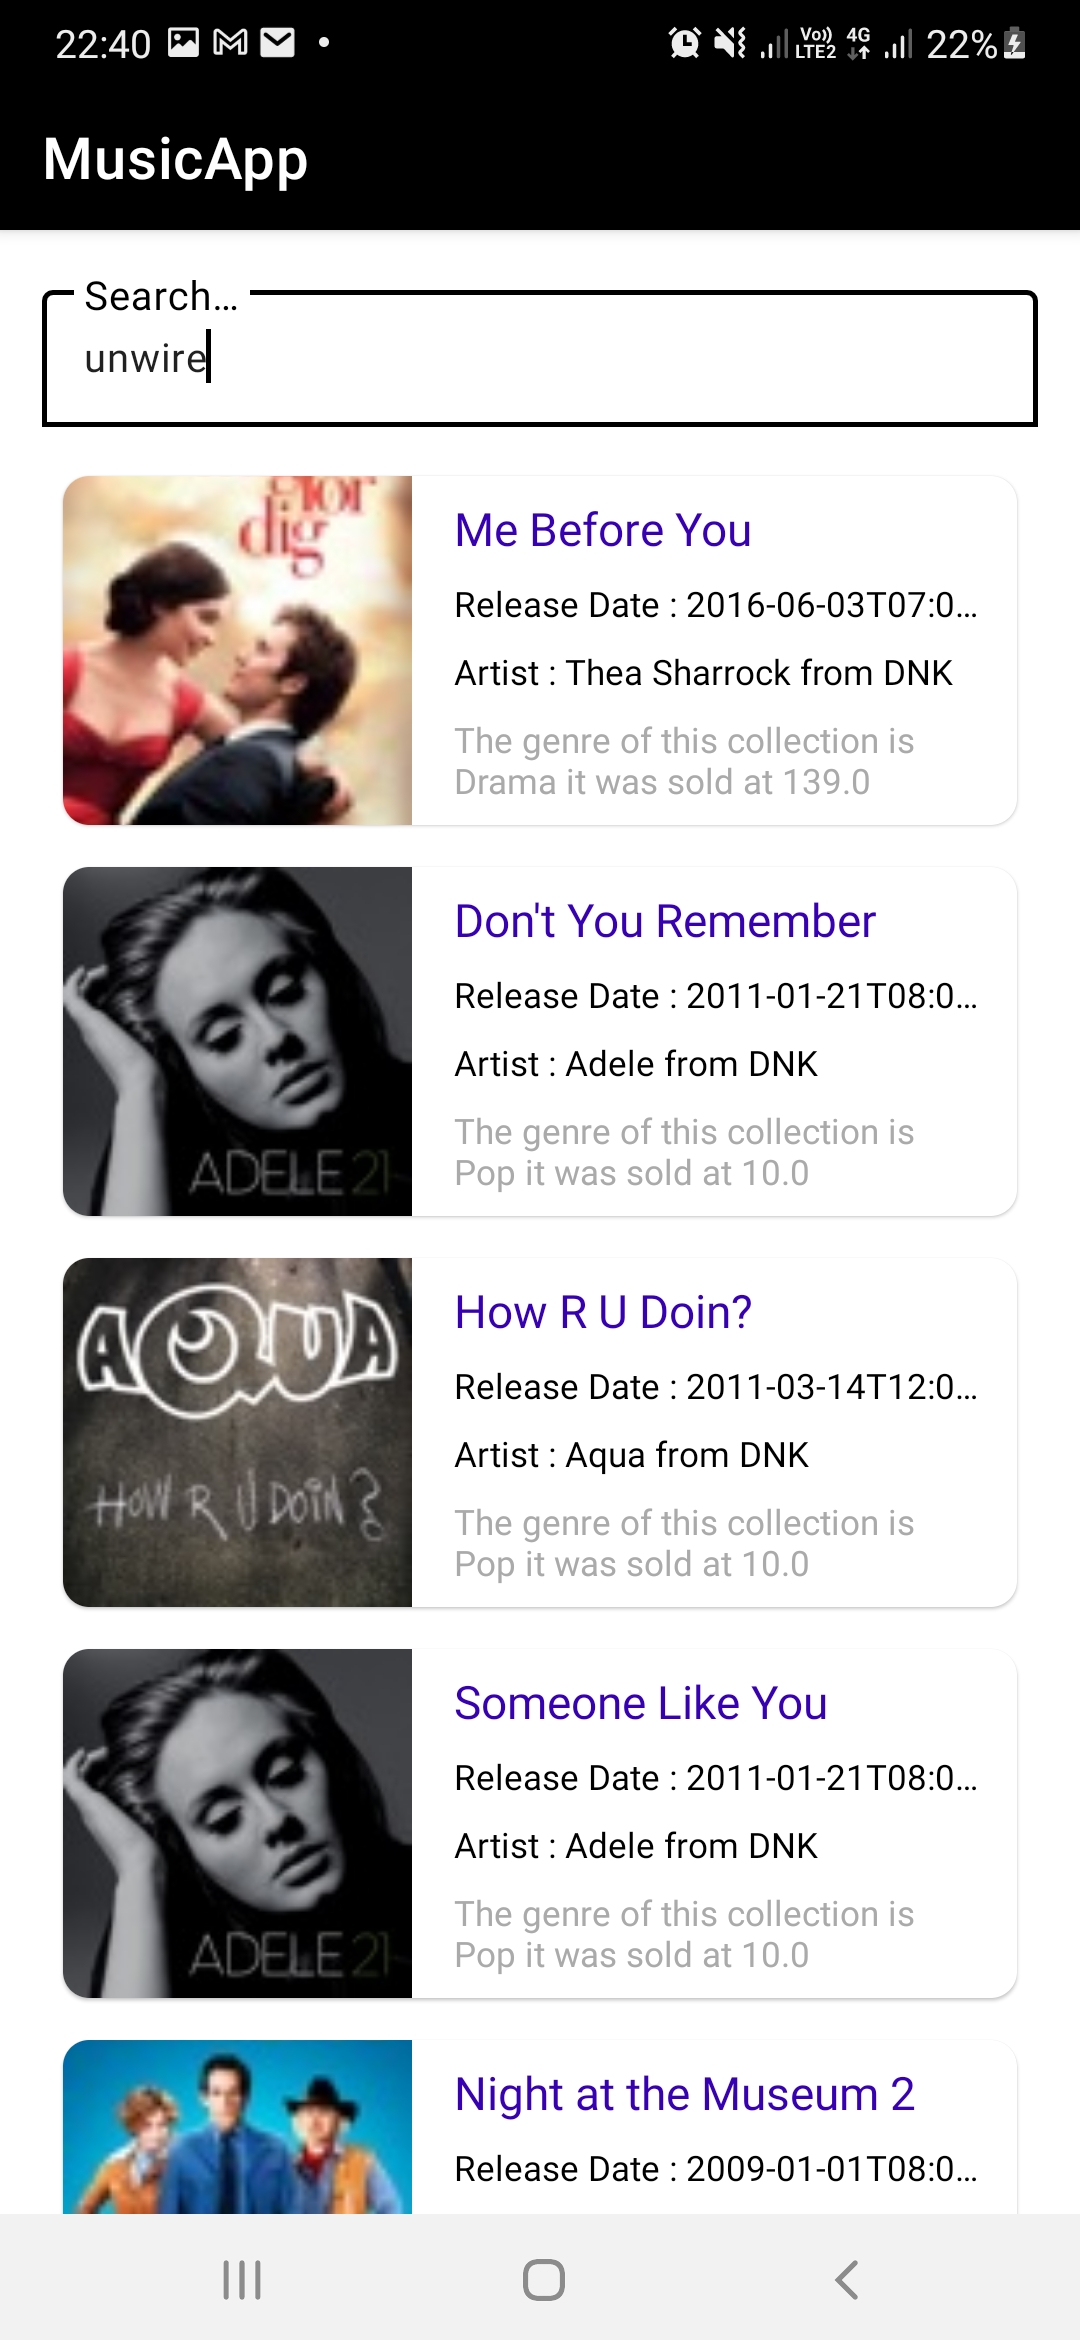 22:40
Vo)) LTE2 4G 22%
MusicApp
Search...
unwire
dig
Me Before You
Release Date : 2016-06-03T07:0...
Artist : Thea Sharrock from DNK
The genre of this collection is
Drama it was sold at 139.0
ADELE 21
Don't You Remember
Release Date : 2011-01-21T08:0...
Artist : Adele from DNK
The genre of this collection is
Pop it was sold at 10.0
AQUA
HOW R U DOIN?
How R U Doin?
Release Date : 2011-03-14T12:0...
Artist : Aqua from DNK
The genre of this collection is
Pop it was sold at 10.0
ADELE 21
Someone Like You
Release Date : 2011-01-21T08:0...
Artist : Adele from DNK
The genre of this collection is
Pop it was sold at 10.0
Night at the Museum 2
Release Date : 2009-01-01T08:0...